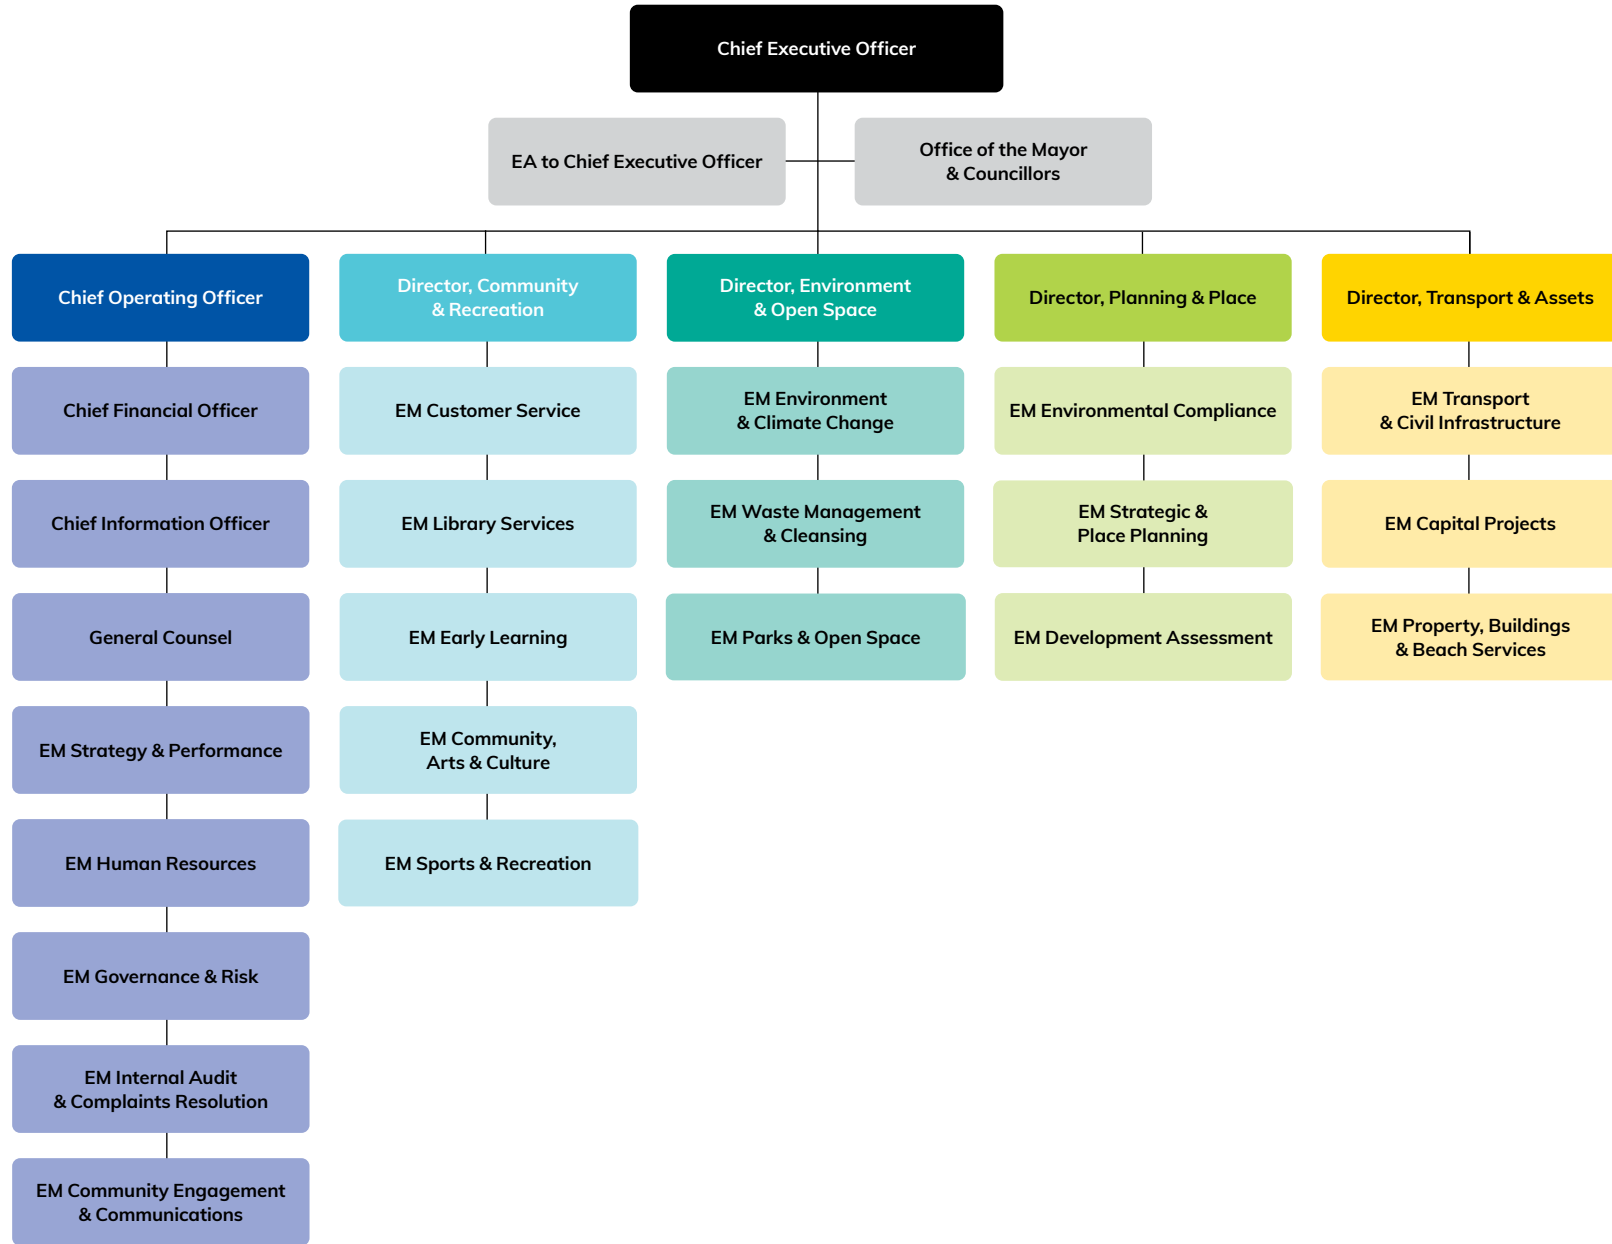 Chief Executive Officer
EA to Chief Executive Officer
Office of the Mayor
& Councillors
Chief Operating Officer
Chief Financial Officer
Chief Information Officer
General Counsel
EM Strategy & Performance
EM Human Resources
EM Governance & Risk
EM Internal Audit
& Complaints Resolution
EM Community Engagement
& Communications
Director, Community
& Recreation
EM Customer Service
EM Library Services
EM Early Learning
EM Community,
Arts & Culture
EM Sports & Recreation
Director, Environment
& Open Space
EM Environment
& Climate Change
EM Waste Management
& Cleansing
EM Parks & Open Space
Director, Planning & Place
EM Environmental Compliance
EM Strategic &
Place Planning
EM Development Assessment
Director, Transport & Assets
EM Transport
& Civil Infrastructure
EM Capital Projects
EM Property, Buildings
& Beach Services